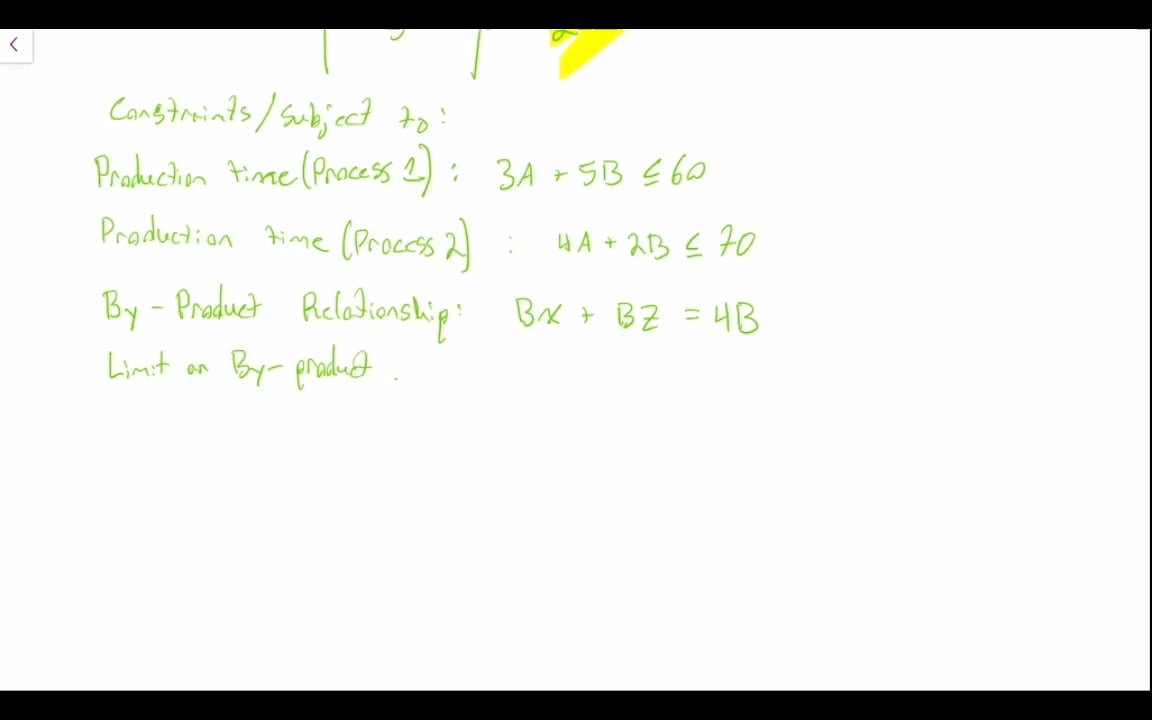 Constraints/Subject to:
Production time (Process 1): 3A + 5B ≤ 60
Production time (Process 2) : 4A + 2B ≤ 70
By-Product Relationship: BX + BZ = 4B
Limit on By-product